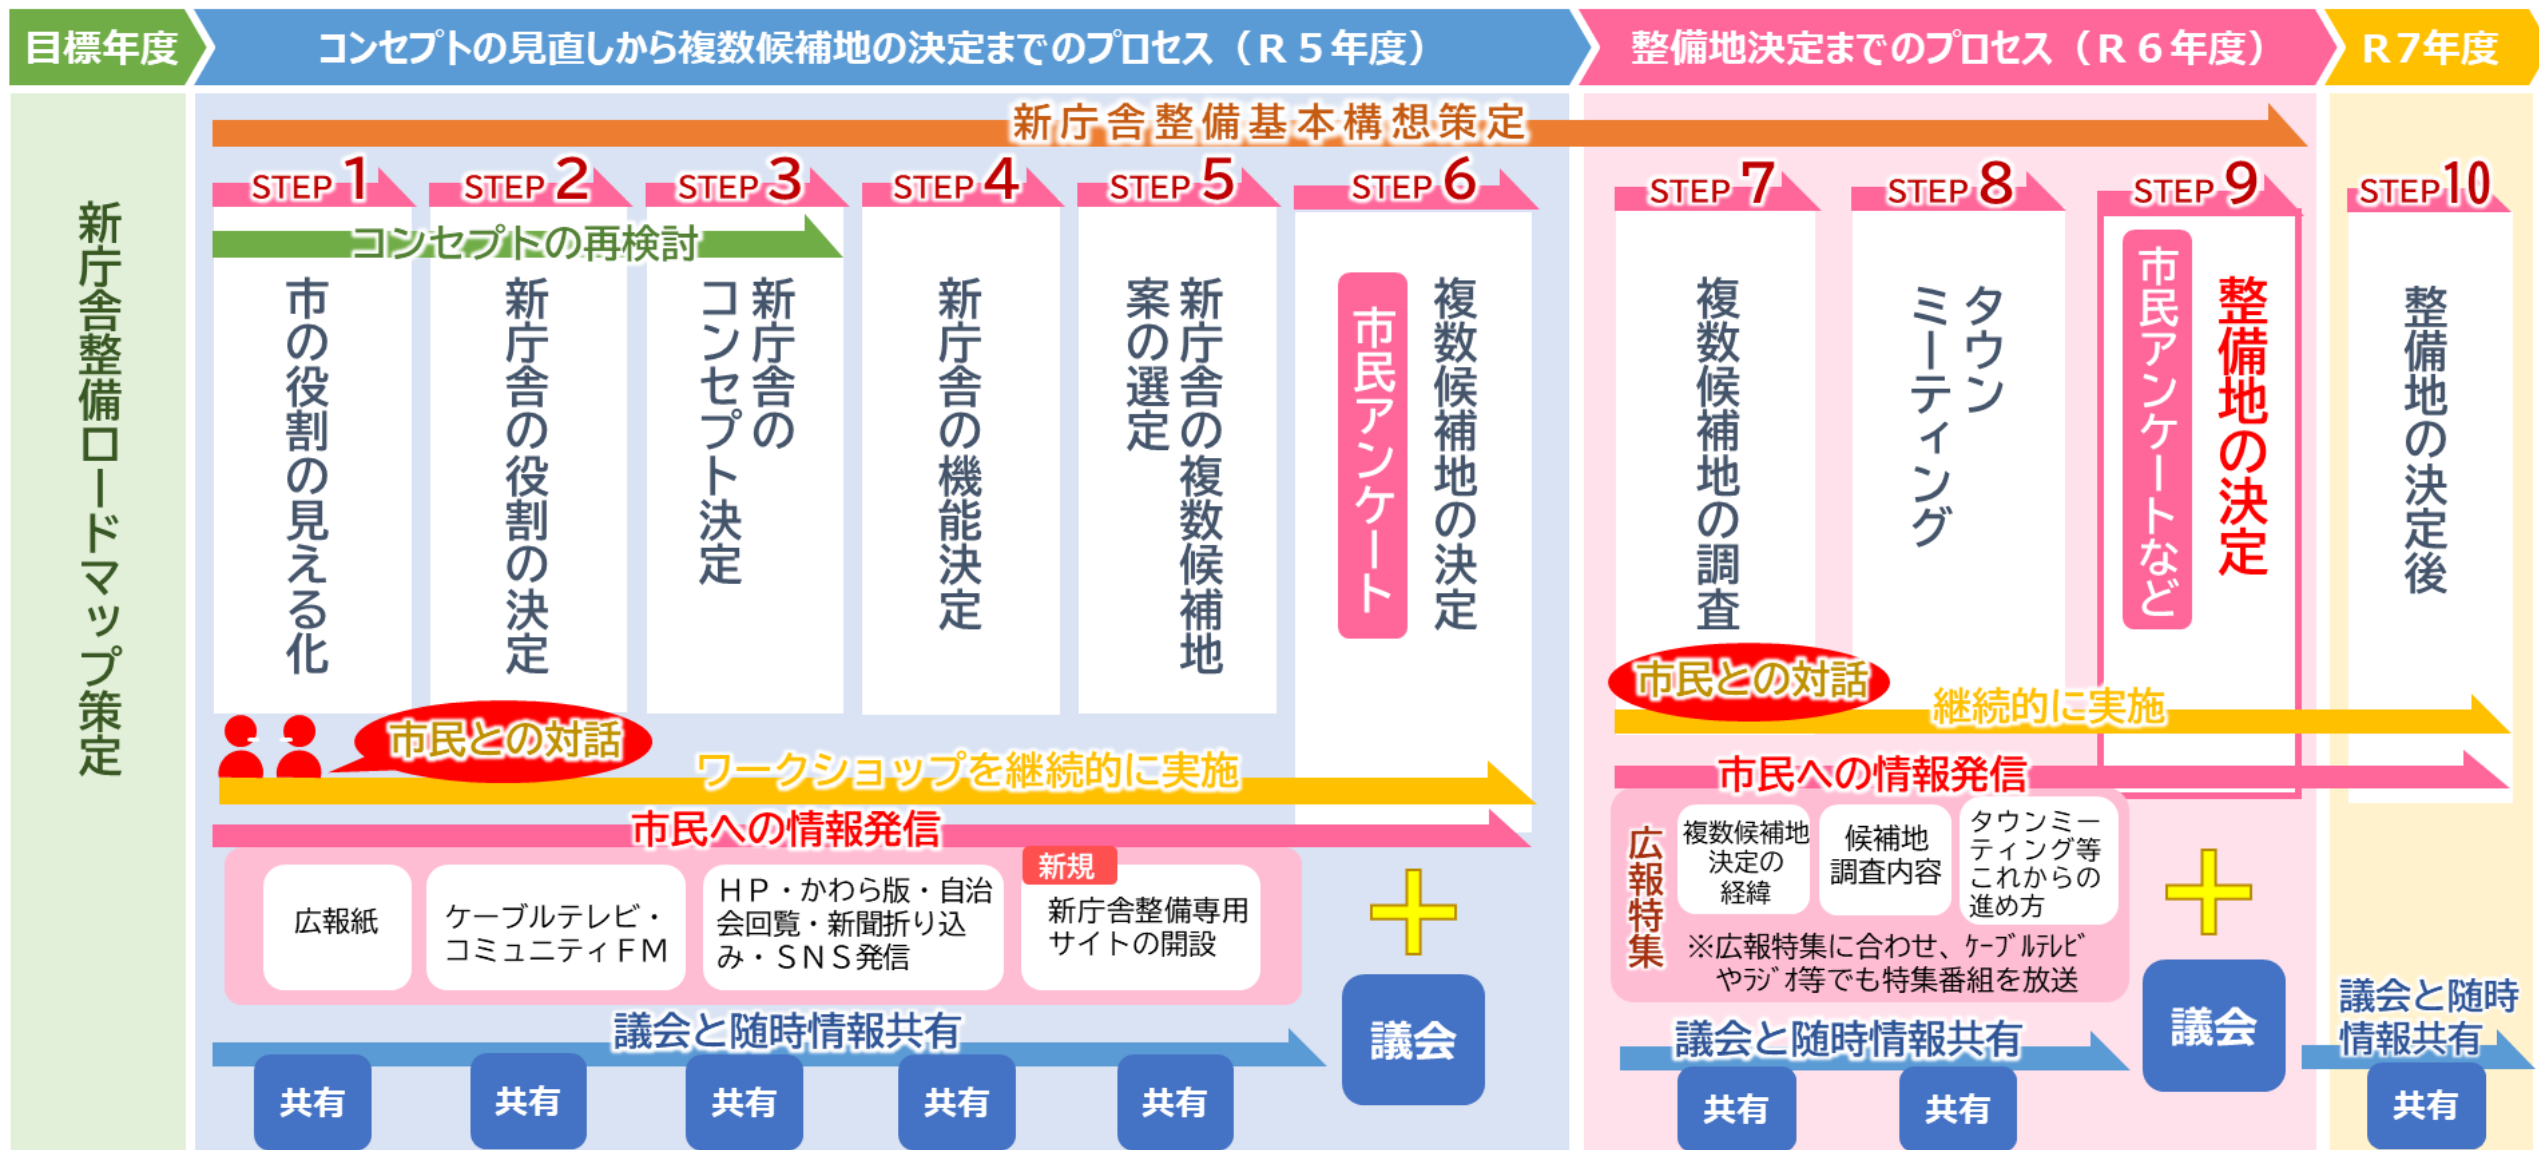 目標年度
コンセプトの見直しから複数候補地の決定までのプロセス（Ｒ５年度）
整備地決定までのプロセス（Ｒ６年度）
Ｒ７年度
新庁舎整備ロードマップ策定
新庁舎整備基本構想策定
STEP 1
STEP 2
STEP 3
STEP 4
STEP 5
STEP 6
STEP 7
STEP 8
STEP 9
STEP 10
コンセプトの再検討
市の役割の見える化
新庁舎の役割の決定
新庁舎の
コンセプト決定
新庁舎の機能決定
新庁舎の複数候補地
案の選定
複数候補地の決定
市民アンケート
複数候補地の調査
タウン
ミーティング
整備地の決定
市民アンケートなど
整備地の決定後
市民との対話
ワークショップを継続的に実施
市民との対話
継続的に実施
市民への情報発信
広報紙
ケーブルテレビ・
コミュニティＦＭ
ＨＰ・かわら版・自治
会回覧・新聞折り込
み・ＳＮＳ発信
新規
新庁舎整備専用
サイトの開設
市民への情報発信
広報特集
複数候補地
決定の
経緯
候補地
調査内容
タウンミー
ティング等
これからの
進め方
※広報特集に合わせ、ｹｰﾌﾞﾙﾃﾚﾋﾞ
やﾗｼﾞｵ等でも特集番組を放送
議会と随時情報共有
共有
共有
共有
共有
共有
議会
議会と随時情報共有
共有
共有
議会
議会と随時
情報共有
共有